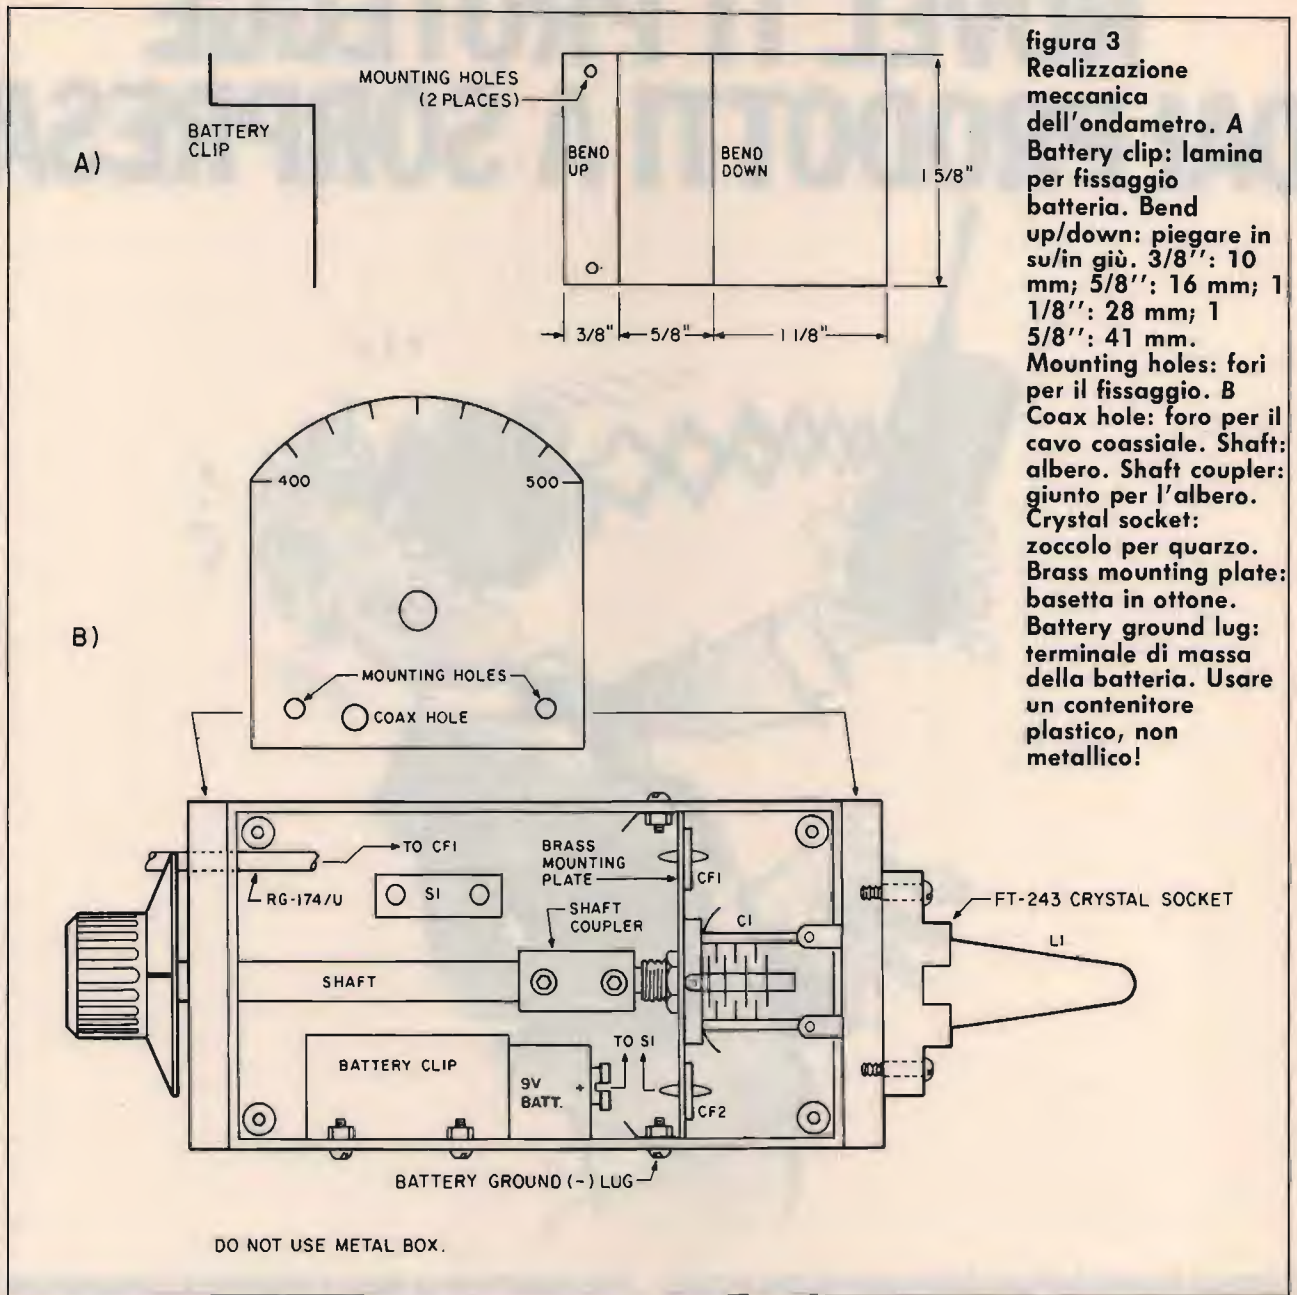 figura 3
Realizzazione
meccanica
dell'ondametro. A
Battery clip: lamina
per fissaggio
batteria. Bend
up/down: piegare in
su/in giù. 3/8'': 10
mm; 5/8'': 16 mm; 1
1/8'': 28 mm; 1
5/8'': 41 mm.
Mounting holes: fori
per il fissaggio. B
Coax hole: foro per il
cavo coassiale. Shaft:
albero. Shaft coupler:
giunto per l'albero.
Crystal socket:
zoccolo per quarzo.
Brass mounting plate:
basetta in ottone.
Battery ground lug:
terminale di massa
della batteria. Usare
un contenitore
plastico, non
metallico!
A)
BATTERY
CLIP
MOUNTING HOLES
(2 PLACES)
BEND
UP
BEND
DOWN
1 5/8"
3/8"
5/8"
1 1/8"
B)
400
500
MOUNTING HOLES
COAX HOLE
TO CF1
RG-174/U
S1
BRASS
MOUNTING
PLATE
CF1
SHAFT
COUPLER
C1
FT-243 CRYSTAL SOCKET
L1
SHAFT
BATTERY CLIP
9V
BATT.
+
TO S1
CF2
BATTERY GROUND (-) LUG
DO NOT USE METAL BOX.